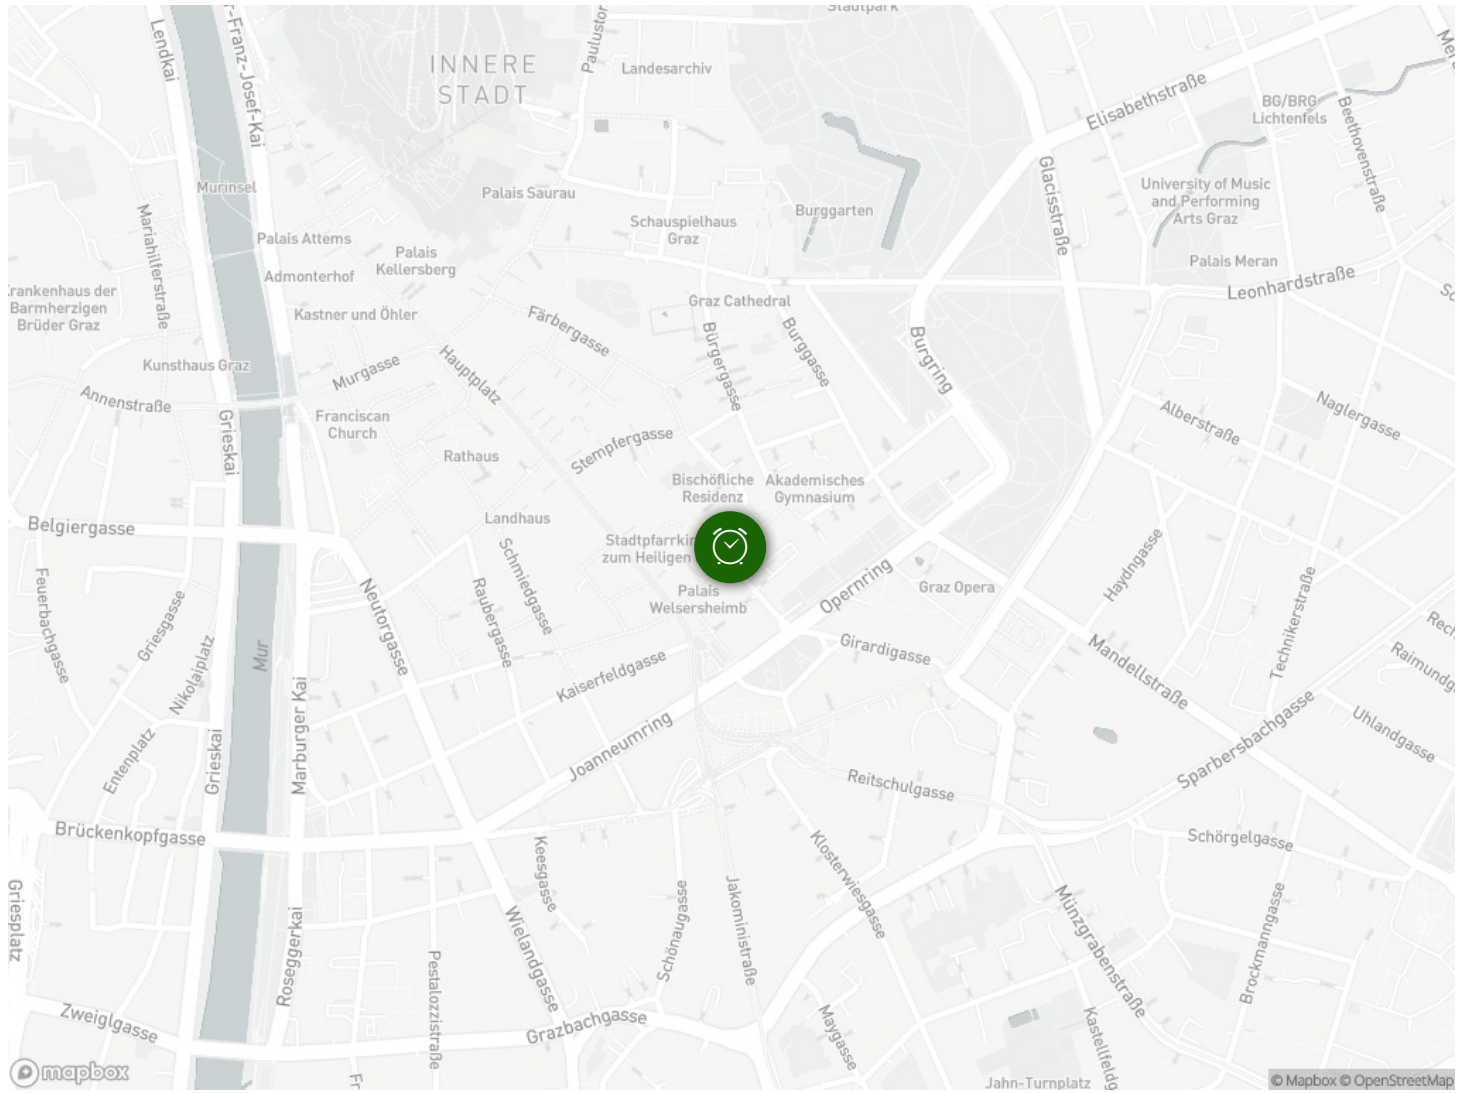 Stadtpark
Lendkai
r-Franz-Josef-Kai
Paulustor
INNERE
STADT
Landesarchiv
Elisabethstraße
BG/BRG
Lichtenfels
Beethovenstraße
Murinsel
Palais Saurau
Burggarten
Glacisstraße
University of Music
and Performing
Arts Graz
Mariahilferstraße
Palais Attems
Schauspielhaus
Graz
Palais
Kellersberg
Admonterhof
Palais Meran
Leonhardstraße
Krankenhaus der
Barmherzigen
Brüder Graz
Kastner und Öhler
Färbergasse
Graz Cathedral
Bürgergasse
Burggasse
Burgring
Kunsthaus Graz
Murgasse
Hauptplatz
Annenstraße
Grieskai
Franciscan
Church
Stempfergasse
Alberstraße
Naglergasse
Rathaus
Bischöfliche
Residenz
Akademisches
Gymnasium
Belgiergasse
Landhaus
Stadtpfarrkir
zum Heiligen
Schmiedgasse
Haydngasse
Feuerbachgasse
Griesgasse
Neutorgasse
Raubergasse
Palais
Welsersheimb
Opernring
Graz Opera
Technikerstraße
Nikolaiplatz
Mur
Girardigasse
Mandellstraße
Raimundg
Kaiserfeldgasse
Marburger Kai
Entenplatz
Grieskai
Joanneumring
Sparbersbachgasse
Uhlandgasse
Reitschulgasse
Brückenkopfgasse
Keesgasse
Klosterwiesgasse
Schörgelgasse
Griesplatz
Roseggerkai
Wielandgasse
Schönaugasse
Jakoministraße
Münzgrabenstraße
Brockmanngasse
Pestalozzistraße
Zweiglgasse
Grazbachgasse
Maygasse
Kastellfeldg
Fr
Jahn-Turnplatz
mapbox
© Mapbox © OpenStreetMap